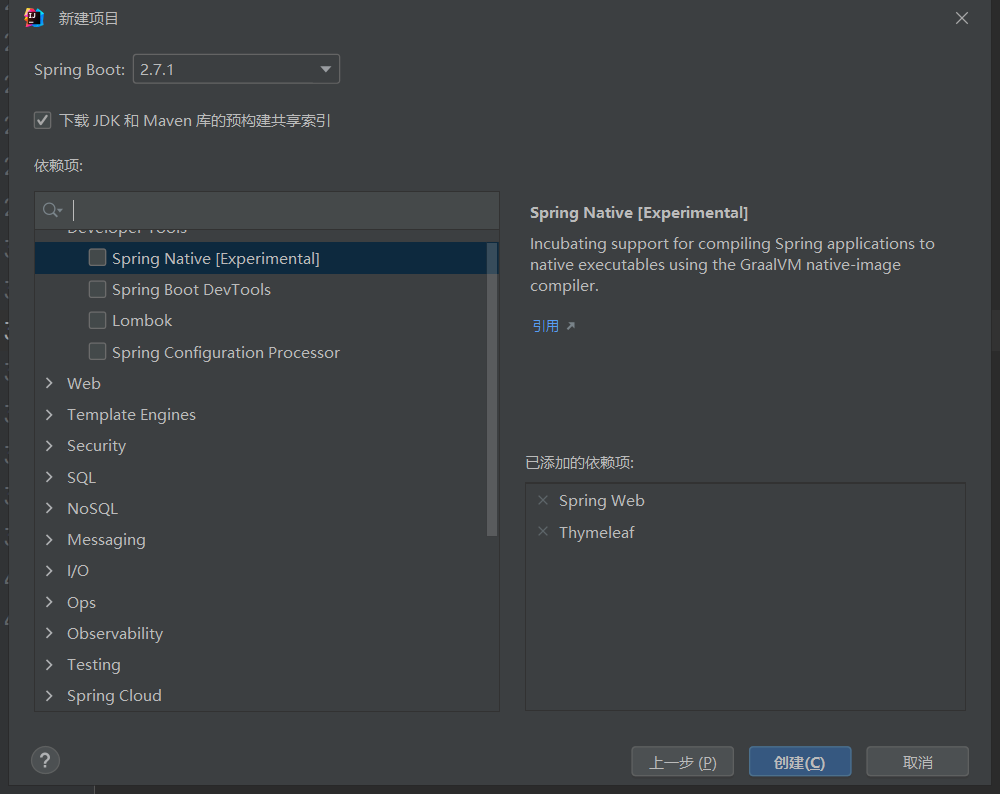 新建项目
Spring Boot: 2.7.1
下载 JDK 和 Maven 库的预构建共享索引
依赖项:
Developer Tools
Spring Native [Experimental]
Spring Boot DevTools
Lombok
Spring Configuration Processor
Web
Template Engines
Security
SQL
NoSQL
Messaging
I/O
Ops
Observability
Testing
Spring Cloud
Spring Native [Experimental]
Incubating support for compiling Spring applications to
native executables using the GraalVM native-image
compiler.
引用
已添加的依赖项:
Spring Web
Thymeleaf
?
上一步 (P)
创建(C)
取消